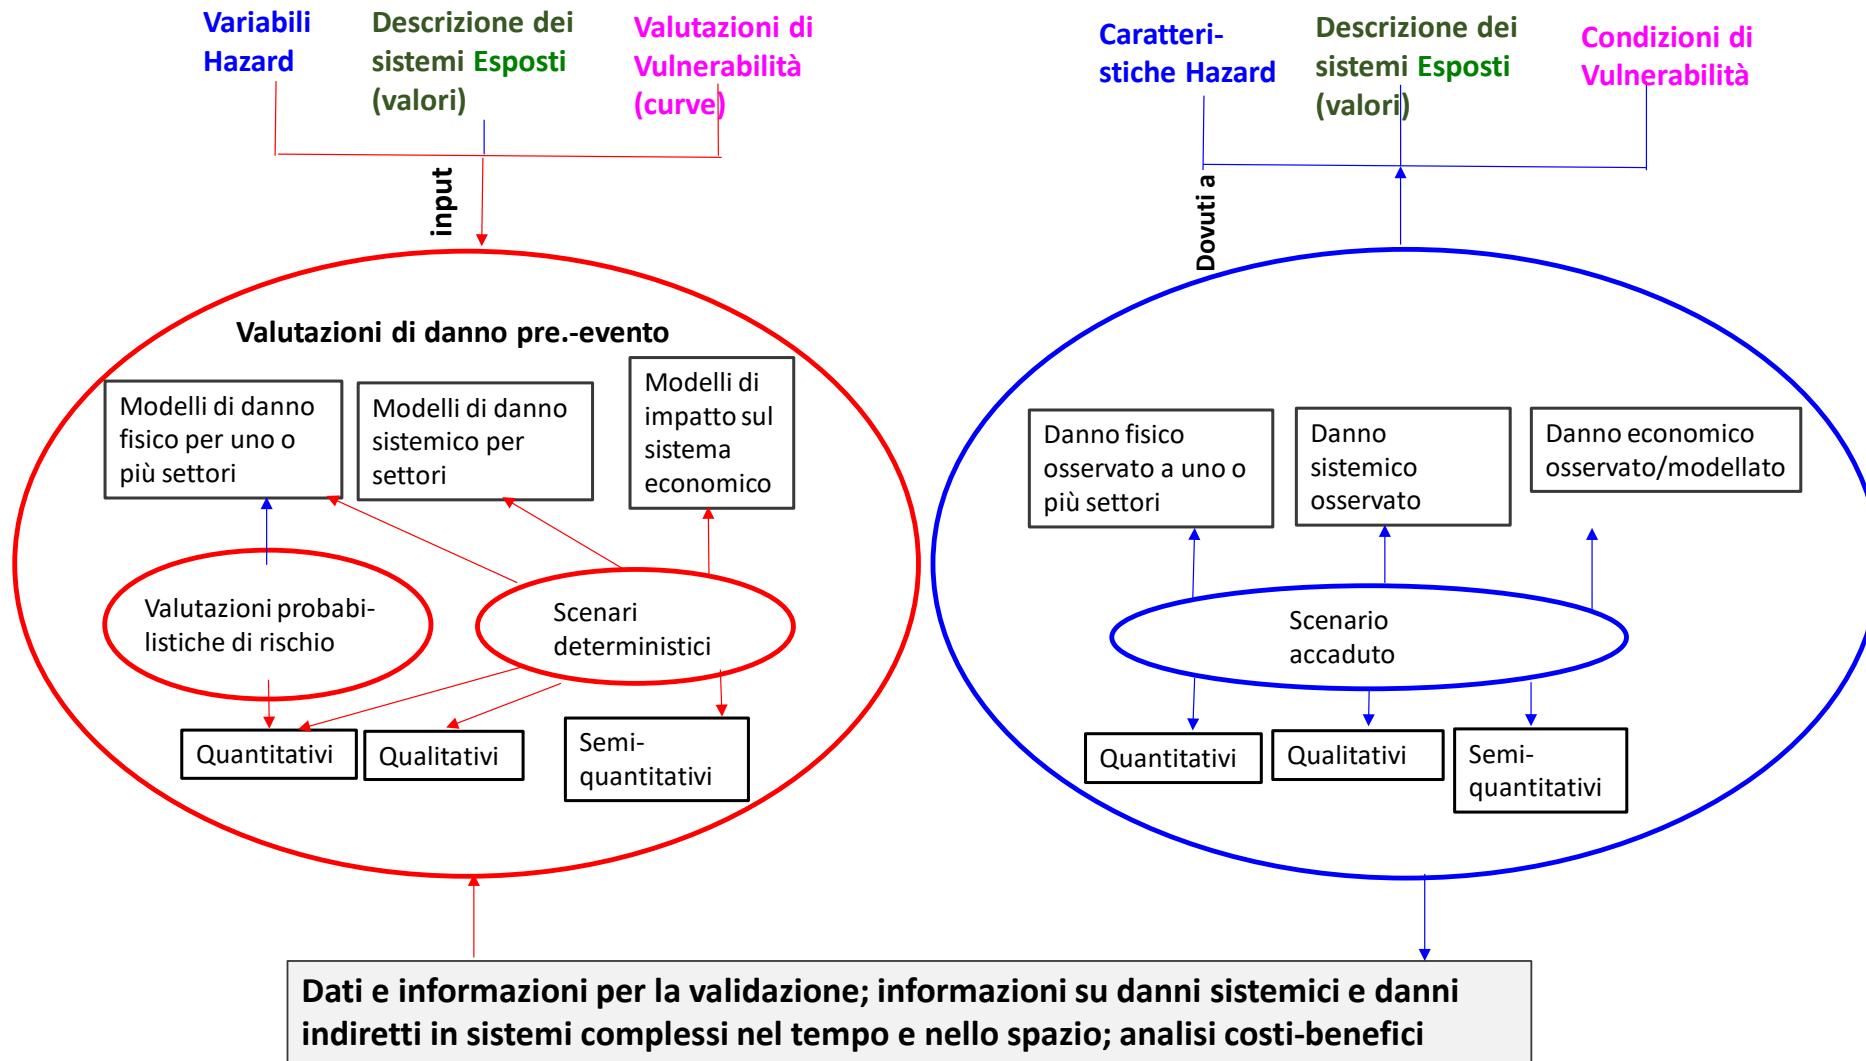 Variabili
Hazard
Descrizione dei
sistemi Esposti
(valori)
Valutazioni di
Vulnerabilità
(curve)
Caratteri-
stiche Hazard
Descrizione dei
sistemi Esposti
(valori)
Condizioni di
Vulnerabilità
input
Dovuti a
Valutazioni di danno pre.-evento
Modelli di danno
fisico per uno o
più settori
Modelli di danno
sistemico per
settori
Modelli di
impatto sul
sistema
economico
Valutazioni probabi-
listiche di rischio
Scenari
deterministici
Quantitativi
Qualitativi
Semi-
quantitativi
Danno fisico
osservato a uno o
più settori
Danno
sistemico
osservato
Danno economico
osservato/modellato
Scenario
accaduto
Quantitativi
Qualitativi
Semi-
quantitativi
Dati e informazioni per la validazione; informazioni su danni sistemici e danni
indiretti in sistemi complessi nel tempo e nello spazio; analisi costi-benefici